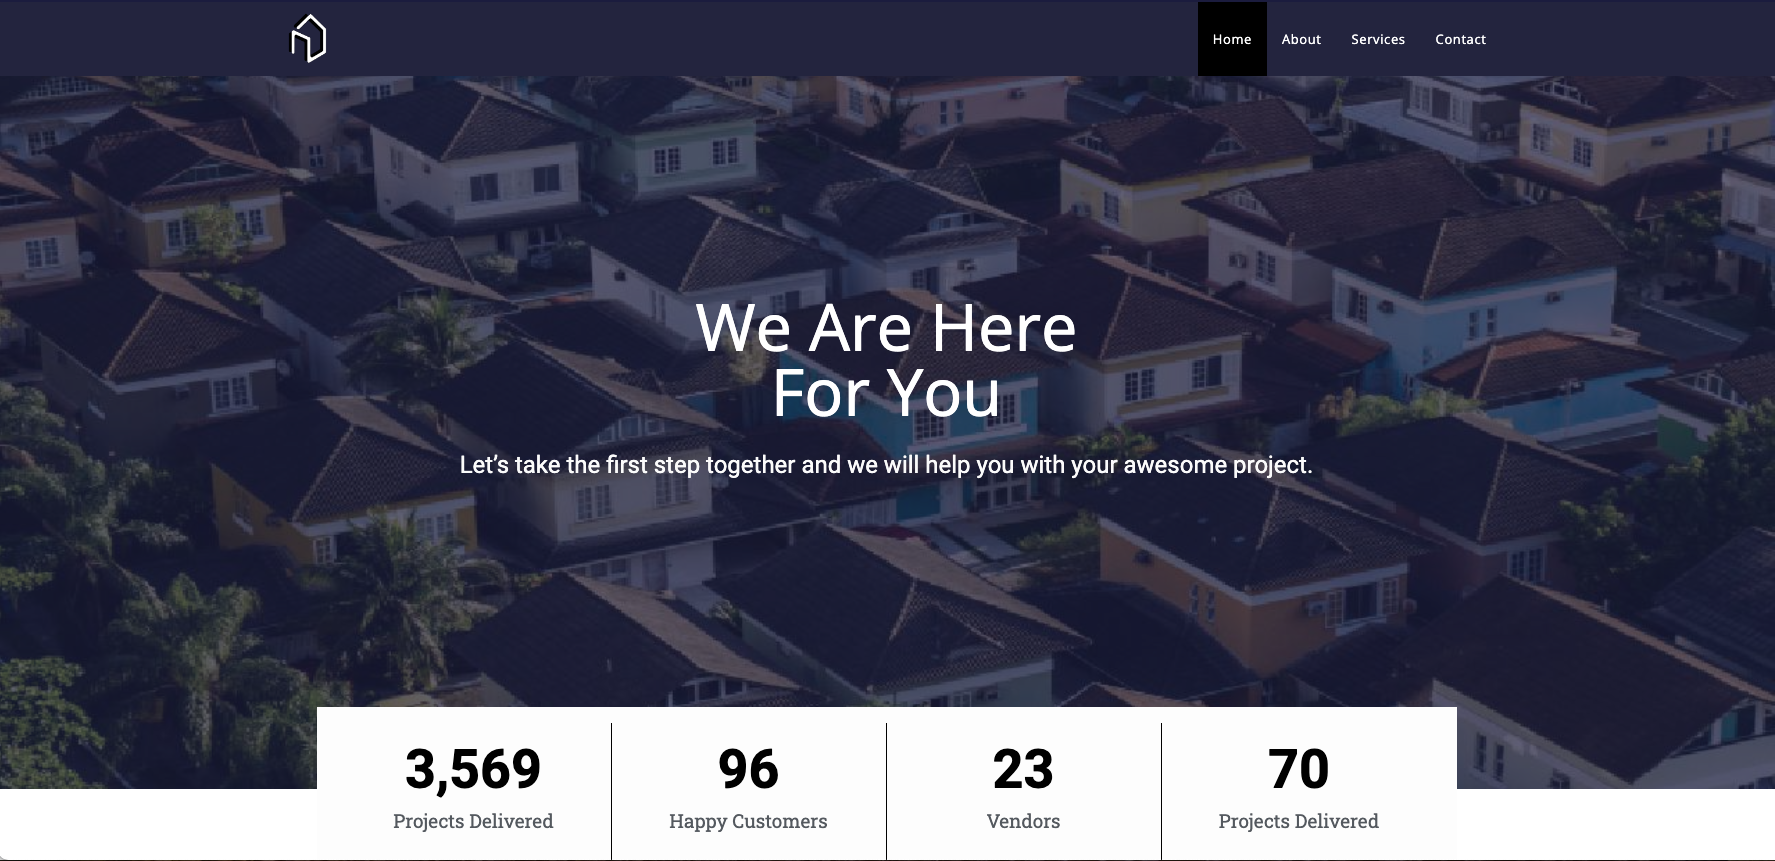 Home About Services Contact
We Are Here
For You
Let’s take the first step together and we will help you with your awesome project.
3,569 96 23 70
Projects Delivered Happy Customers Vendors Projects Delivered